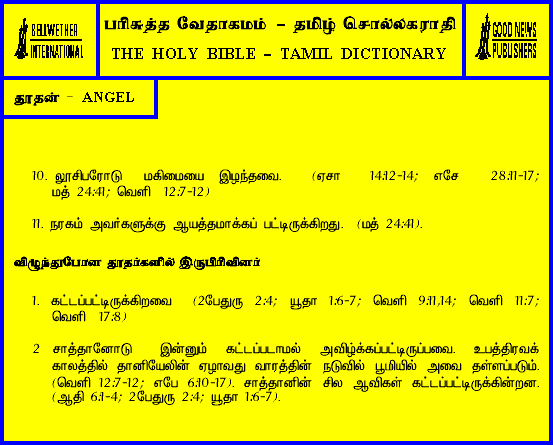 BELLWETHER
INTERNATIONAL
பரிசுத்த வேதாகமம் - தமிழ் சொல்லகராதி
THE HOLY BIBLE - TAMIL DICTIONARY
GOOD NEWS
PUBLISHERS
தூதன் - ANGEL
10. லூசிபரோடு மகிமையை இழந்தவை. (ஏசா 14:12-14; எசே 28:11-17;
மத் 24:41; வெளி 12:7-12)
11. நரகம் அவர்களுக்கு ஆயத்தமாக்கப் பட்டிருக்கிறது. (மத் 24:41).
விழுந்துபோன தூதர்களில் இருபிரிவினர்
1. கட்டப்பட்டிருக்கிறவை (2பேதுரு 2:4; யூதா 1:6-7; வெளி 9:11,14; வெளி 11:7;
வெளி 17:8)
2 சாத்தானோடு இன்னும் கட்டப்படாமல் அவிழ்க்கப்பட்டிருப்பவை. உபத்திரவக்
காலத்தில் தானியேலின் ஏழாவது வாரத்தின் நடுவில் பூமியில் அவை தள்ளப்படும்.
(வெளி 12:7-12; எபே 6:10-17). சாத்தானின் சில ஆவிகள் கட்டப்பட்டிருக்கின்றன.
(ஆதி 6:1-4; 2பேதுரு 2:4; யூதா 1:6-7).